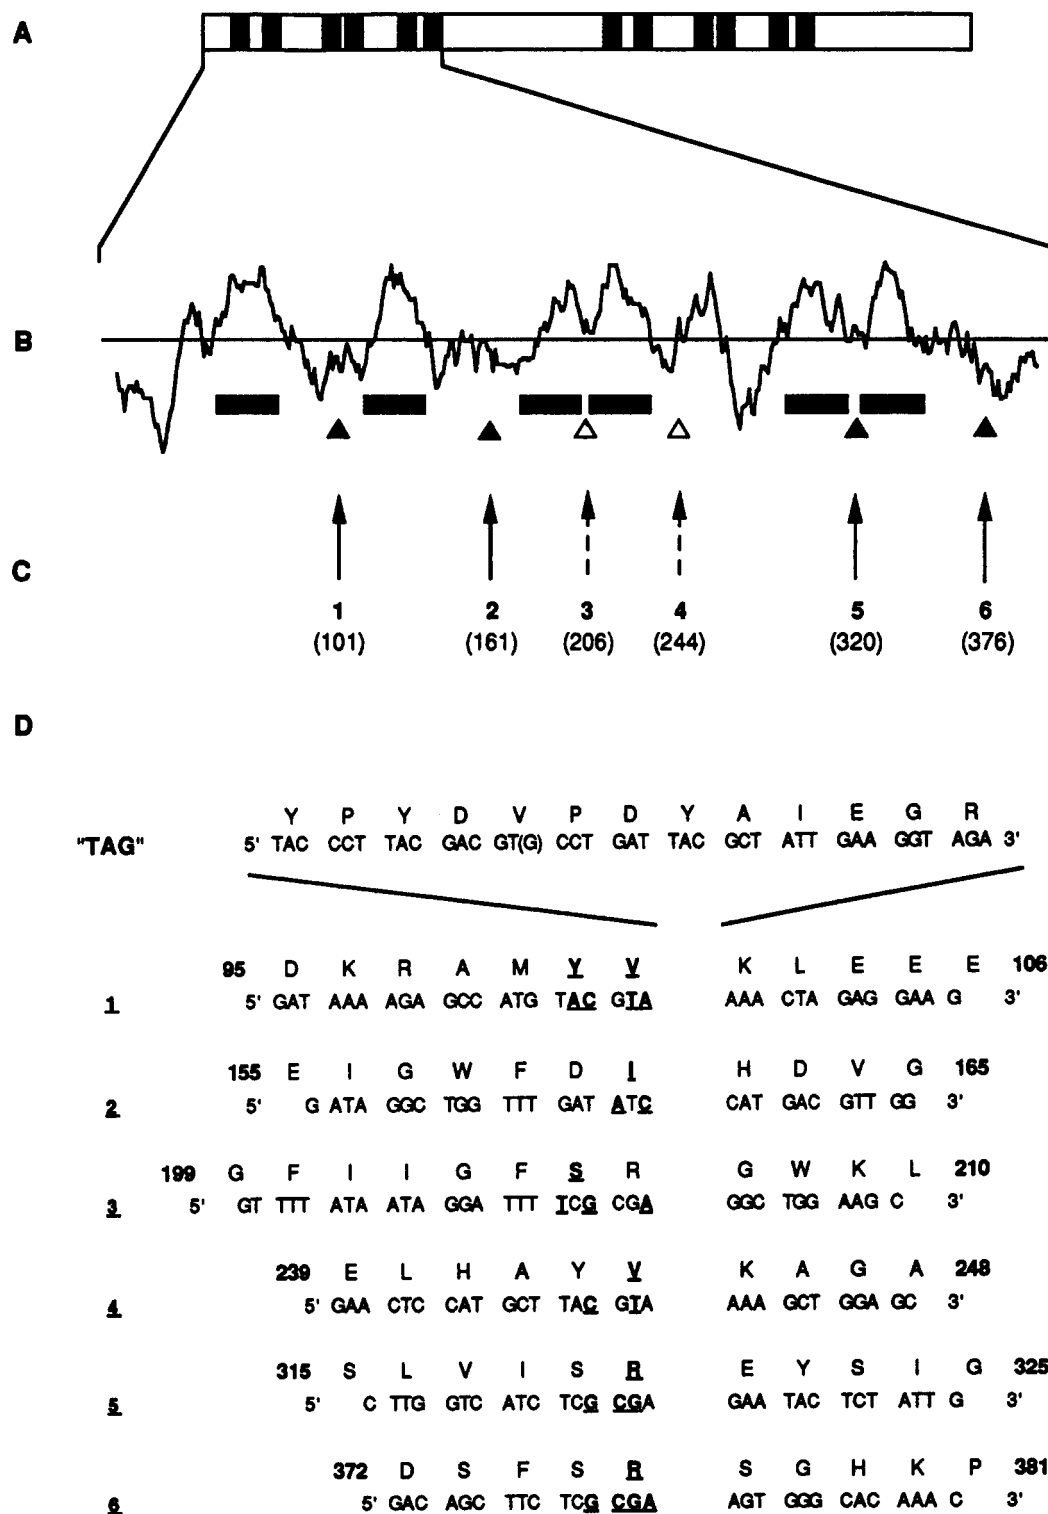 A
B
C
1 2 3 4 5 6
(101) (161) (206) (244) (320) (376)
D
Y P Y D V P D Y A I E G R
"TAG" 5' TAC CCT TAC GAC GT(G) CCT GAT TAC GCT ATT GAA GGT AGA 3'
95 D K R A M Y V K L E E E 106
1 5' GAT AAA AGA GCC ATG TAC GTA AAA CTA GAG GAA G 3'
155 E I G W F D I H D V G 165
2 5' G ATA GGC TGG TTT GAT ATC CAT GAC GTT GG 3'
199 G F I I G F S R G W K L 210
3 5' GT TTT ATA ATA GGA TTT TCG CGA GGC TGG AAG C 3'
239 E L H A Y V K A G A 248
4 5' GAA CTC CAT GCT TAC GTA AAA GCT GGA GC 3'
315 S L V I S R E Y S I G 325
5 5' C TTG GTC ATC TCG CGA GAA TAC TCT ATT G 3'
372 D S F S R S G H K P 381
6 5' GAC AGC TTC TCG CGA AGT GGG CAC AAA C 3'